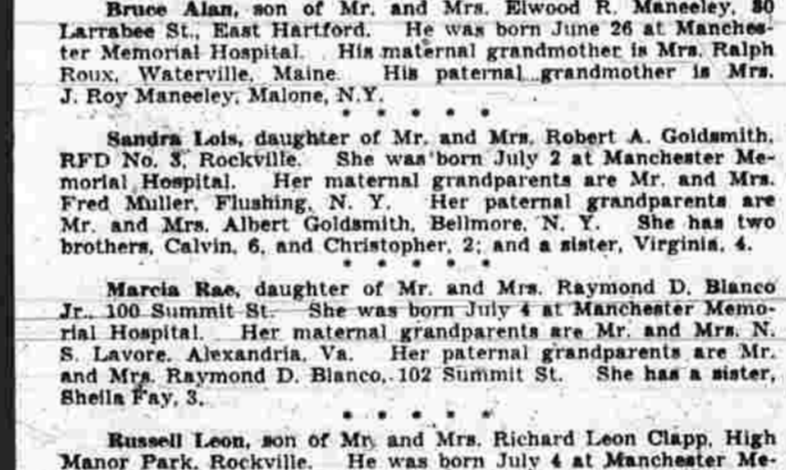 Bruce Alan, son of Mr. and Mrs. Elwood R. Maneeley, 80
Larrabee St., East Hartford. He was born June 26 at Manches-
ter Memorial Hospital. His maternal grandmother is Mrs. Ralph
Roux, Waterville, Maine. His paternal grandmother is Mrs.
J. Roy Maneeley, Malone, N.Y.
* * * * *
Sandra Lois, daughter of Mr. and Mrs. Robert A. Goldsmith,
RFD No. 3, Rockville. She was born July 2 at Manchester Me-
morial Hospital. Her maternal grandparents are Mr. and Mrs.
Fred Muller, Flushing, N. Y. Her paternal grandparents are
Mr. and Mrs. Albert Goldsmith, Bellmore, N. Y. She has two
brothers, Calvin, 6, and Christopher, 2; and a sister, Virginia, 4.
* * * * *
Marcia Rae, daughter of Mr. and Mrs. Raymond D. Blanco
Jr., 100 Summit St. She was born July 4 at Manchester Memo-
rial Hospital. Her maternal grandparents are Mr. and Mrs. N.
S. Lavore, Alexandria, Va. Her paternal grandparents are Mr.
and Mrs. Raymond D. Blanco, 102 Summit St. She has a sister,
Sheila Fay, 3.
* * * * *
Russell Leon, son of Mr. and Mrs. Richard Leon Clapp, High
Manor Park, Rockville. He was born July 4 at Manchester Me-